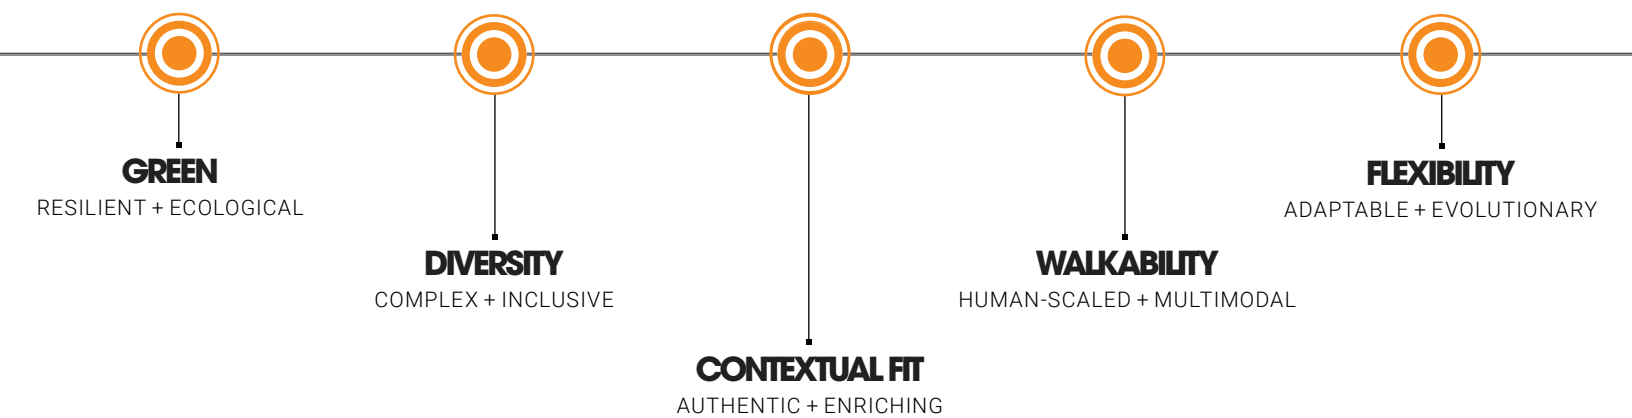 GREEN
RESILIENT + ECOLOGICAL
DIVERSITY
COMPLEX + INCLUSIVE
CONTEXTUAL FIT
AUTHENTIC + ENRICHING
WALKABILITY
HUMAN-SCALED + MULTIMODAL
FLEXIBILITY
ADAPTABLE + EVOLUTIONARY